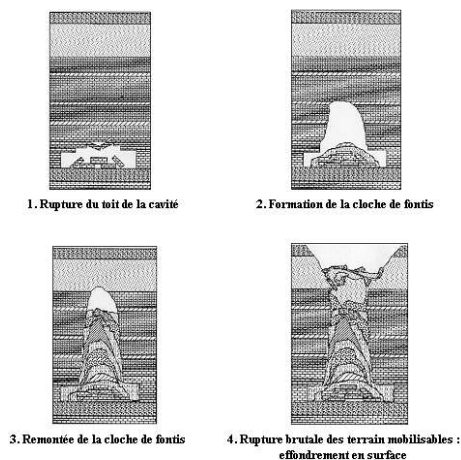 1. Rupture du toit de la cavité
2. Formation de la cloche de fontis
3. Remontée de la cloche de fontis
4. Rupture brutale des terrain mobilisables :
effondrement en surface